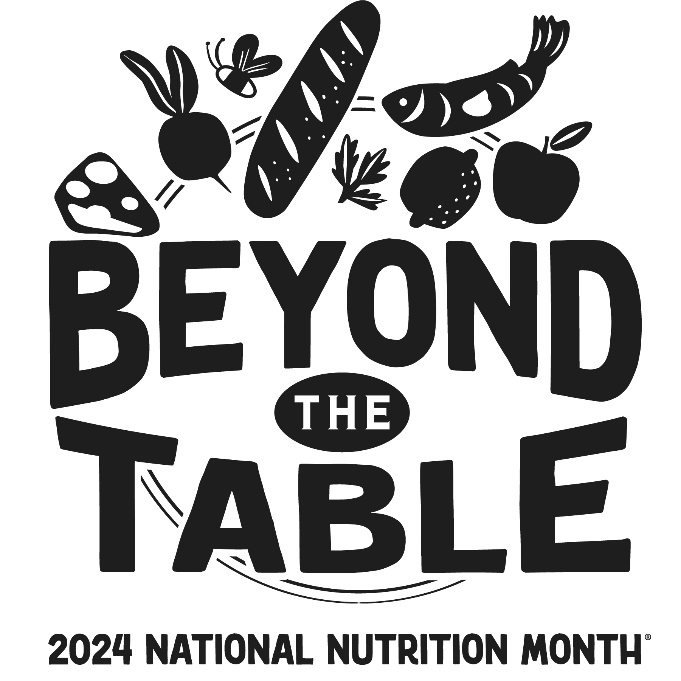 BEYOND
THE
TABLE
2024 NATIONAL NUTRITION MONTH®